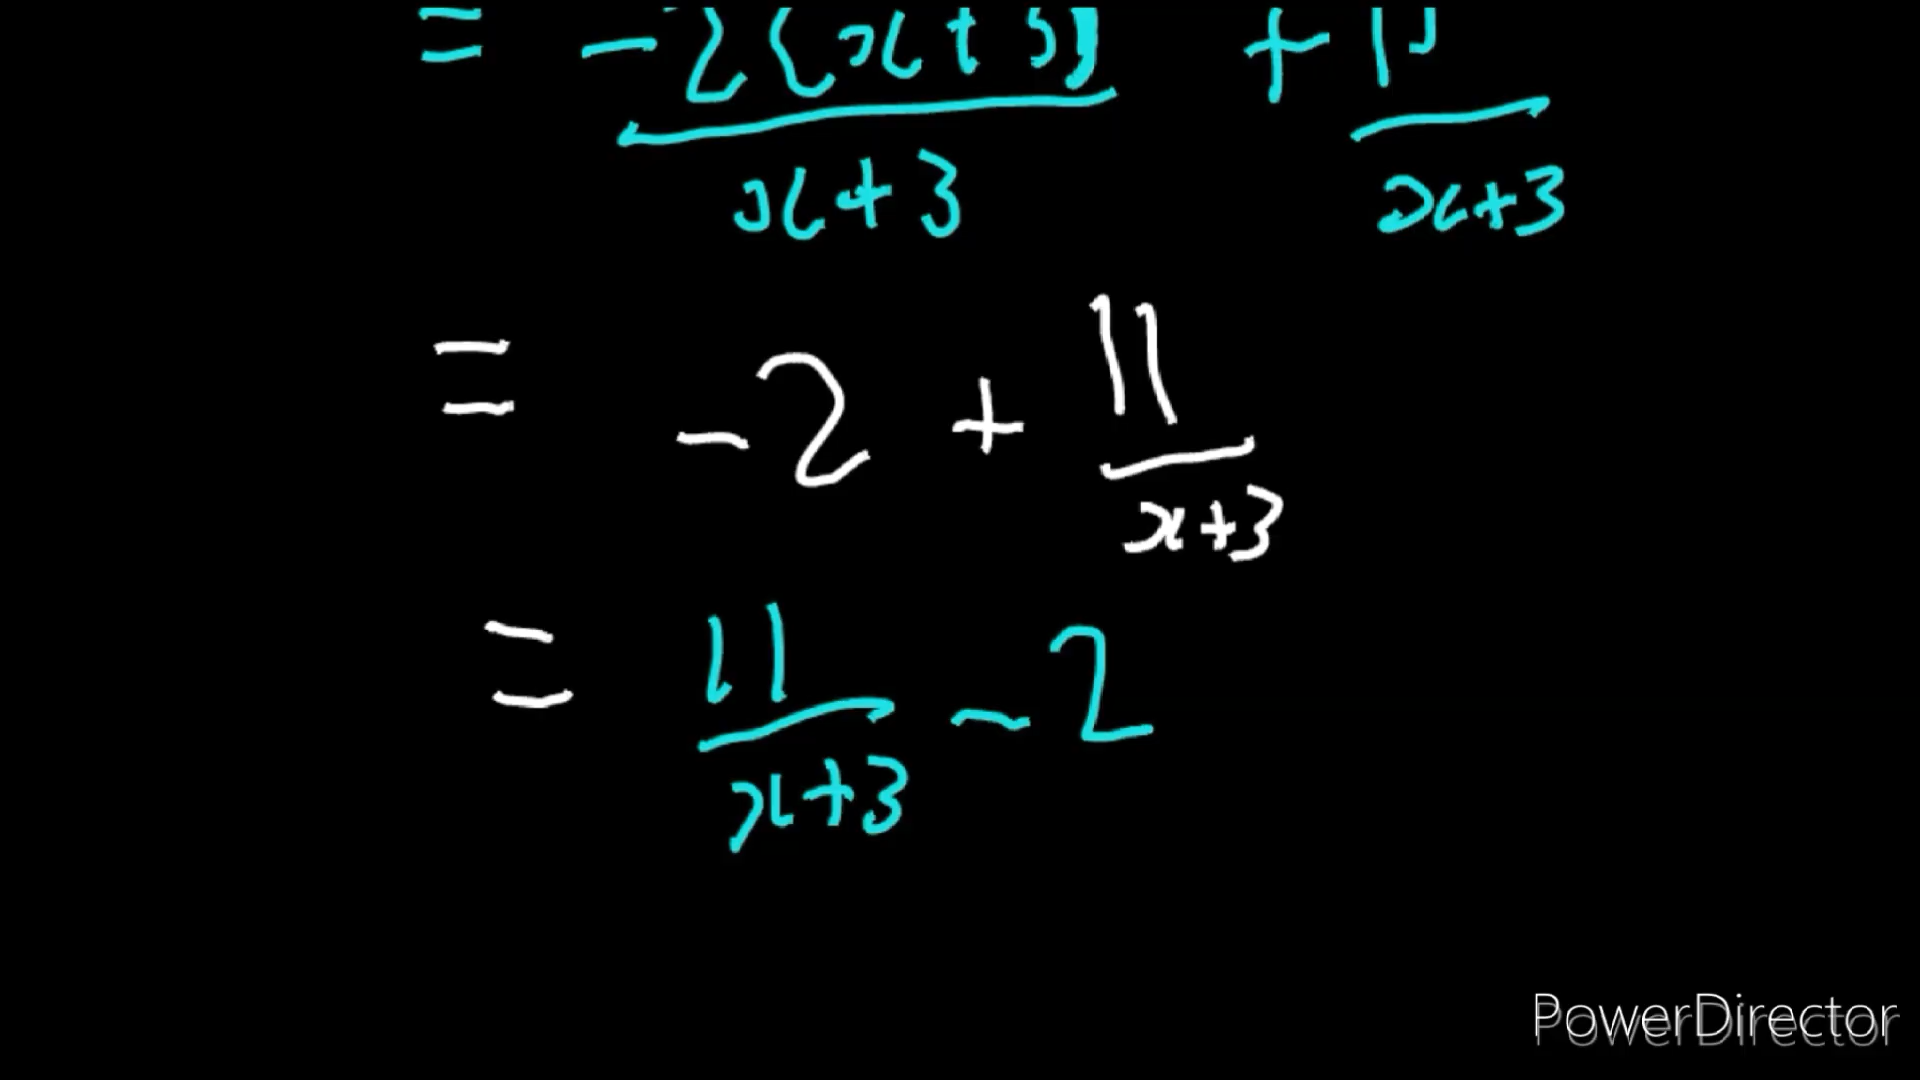 = -2(x+3)/x+3 + 11/x+3
= -2 + 11/x+3
= 11/x+3 - 2
PowerDirector